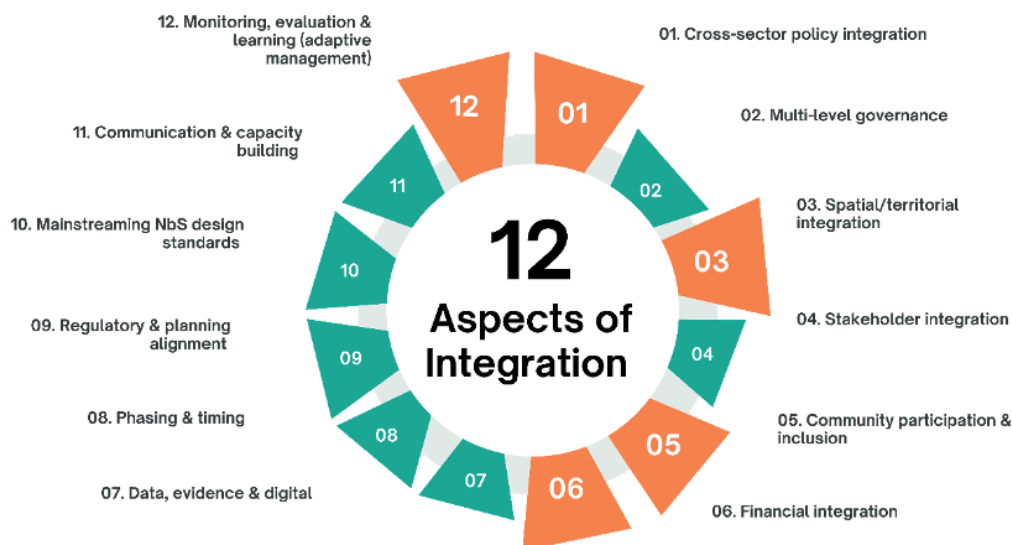 12. Monitoring, evaluation &
learning (adaptive
management)
01. Cross-sector policy integration
02. Multi-level governance
11. Communication & capacity
building
03. Spatial/territorial
integration
10. Mainstreaming NbS design
standards
04. Stakeholder integration
09. Regulatory & planning
alignment
05. Community participation &
inclusion
08. Phasing & timing
06. Financial integration
07. Data, evidence & digital
12
01
02
03
04
05
06
07
08
09
10
11
12
Aspects of
Integration